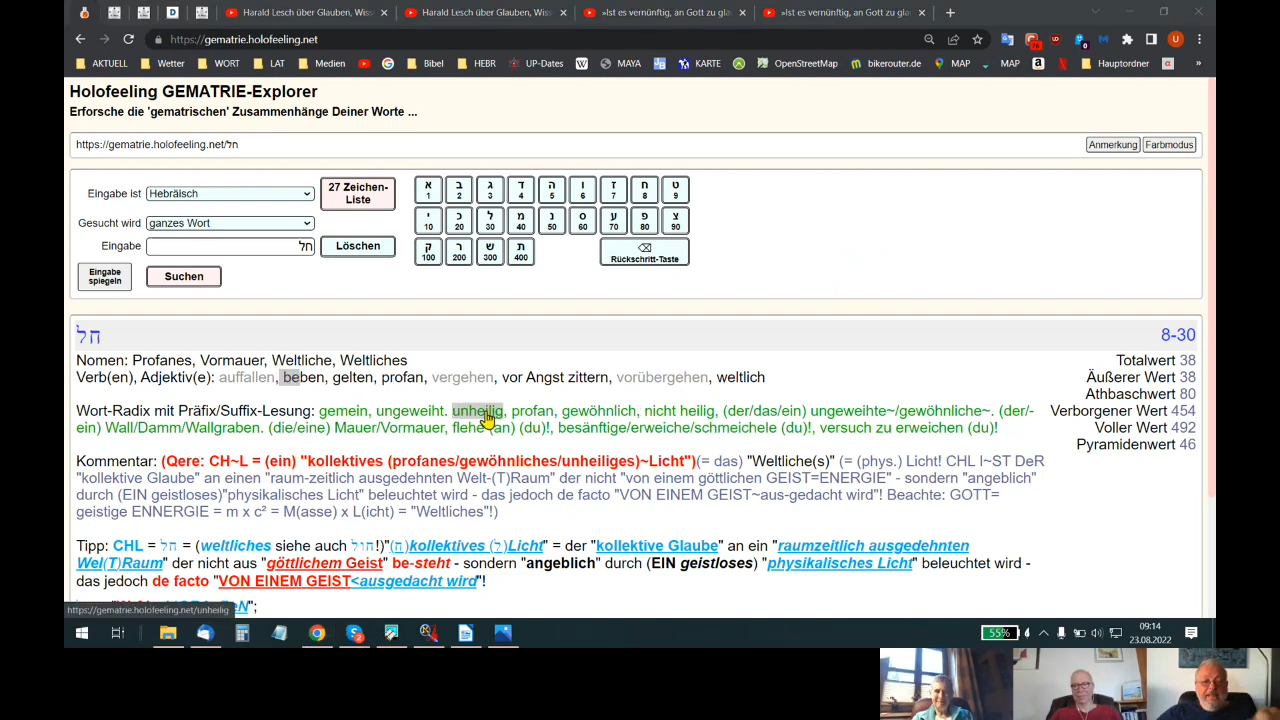 Harald Lesch über Glauben, Wiss
Harald Lesch über Glauben, Wiss
»Ist es vernünftig, an Gott zu gla
»Ist es vernünftig, an Gott zu gla
https://gematrie.holofeeling.net
AKTUELL Wetter WORT LAT Medien Bibel HEBR UP-Dates MAYA KARTE OpenStreetMap bikerouter.de MAP MAP Hauptordner
Holofeeling GEMATRIE-Explorer
Erforsche die 'gematrischen' Zusammenhänge Deiner Worte ...
https://gematrie.holofeeling.net/חל
Anmerkung Farbmodus
Eingabe ist Hebräisch
27 Zeichen-
Liste
Gesucht wird ganzes Wort
Eingabe חל Löschen
Eingabe
spiegeln
Suchen
א ב ג ד ה ו ז ח ט
1 2 3 4 5 6 7 8 9
י כ ל מ נ ס ע פ צ
10 20 30 40 50 60 70 80 90
ק ר ש ת
100 200 300 400
Rückschritt-Taste
חל 8-30
Nomen: Profanes, Vormauer, Weltliche, Weltliches
Verb(en), Adjektiv(e): auffallen, beben, gelten, profan, vergehen, vor Angst zittern, vorübergehen, weltlich
Totalwert 38
Äußerer Wert 38
Athbaschwert 80
Verborgener Wert 454
Voller Wert 492
Pyramidenwert 46
Wort-Radix mit Präfix/Suffix-Lesung: gemein, ungeweiht. unheilig, profan, gewöhnlich, nicht heilig, (der/das/ein) ungeweihte~/gewöhnliche~. (der/-
ein) Wall/Damm/Wallgraben. (die/eine) Mauer/Vormauer, flehe (an) (du)!, besänftige/erweiche/schmeichele (du)!, versuch zu erweichen (du)!
Kommentar: (Qere: CH~L = (ein) "kollektives (profanes/gewöhnliches/unheiliges)~Licht")(= das) "Weltliche(s)" (= (phys.) Licht! CHL I~ST DeR
"kollektive Glaube" an einen "raum-zeitlich ausgedehnten Welt-(T)Raum" der nicht "von einem göttlichen GEIST=ENERGIE" - sondern "angeblich"
durch (EIN geistloses)"physikalisches Licht" beleuchtet wird - das jedoch de facto "VON EINEM GEIST~aus-gedacht wird"! Beachte: GOTT=
geistige ENNERGIE = m x c² = M(asse) x L(icht) = "Weltliches"!)
Tipp: CHL = חל = (weltliches siehe auch חול!)"(ח)kollektives (ל)Licht" = der "kollektive Glaube" an ein "raumzeitlich ausgedehnten
Wel(T)Raum" der nicht aus "göttlichem Geist" be-steht - sondern "angeblich" durch (EIN geistloses) "physikalisches Licht" beleuchtet wird -
das jedoch de facto "VON EINEM GEIST<ausgedacht wird"!
https://gematrie.holofeeling.net/unheilig
55%
09:14
23.08.2022